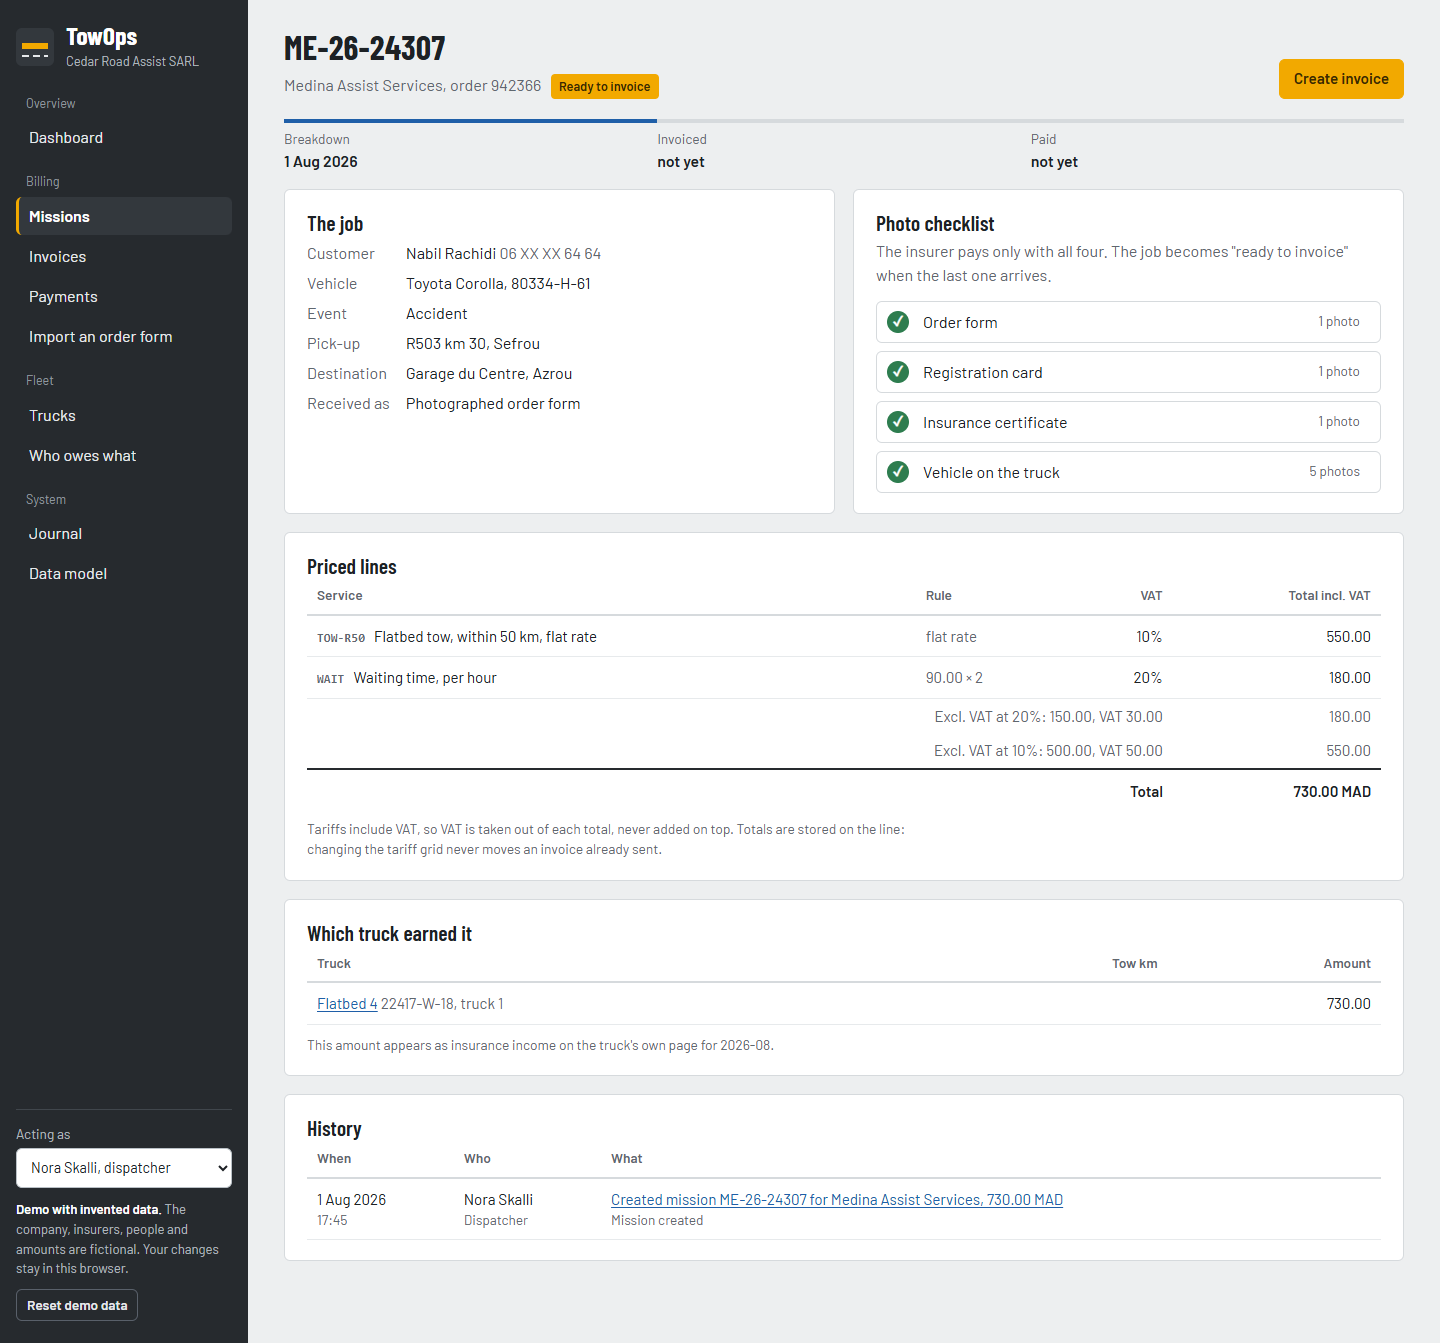 TowOps
Cedar Road Assist SARL
Overview
Dashboard
Billing
Missions
Invoices
Payments
Import an order form
Fleet
Trucks
Who owes what
System
Journal
Data model
Acting as
Nora Skalli, dispatcher
Demo with invented data. The
company, insurers, people and
amounts are fictional. Your changes
stay in this browser.
Reset demo data
ME-26-24307
Medina Assist Services, order 942366 Ready to invoice
Create invoice
Breakdown Invoiced Paid
1 Aug 2026 not yet not yet
The job
Customer Nabil Rachidi 06 XX XX 64 64
Vehicle Toyota Corolla, 80334-H-61
Event Accident
Pick-up R503 km 30, Sefrou
Destination Garage du Centre, Azrou
Received as Photographed order form
Photo checklist
The insurer pays only with all four. The job becomes "ready to invoice"
when the last one arrives.
Order form 1 photo
Registration card 1 photo
Insurance certificate 1 photo
Vehicle on the truck 5 photos
Priced lines
Service Rule VAT Total incl. VAT
TOW-R50 Flatbed tow, within 50 km, flat rate flat rate 10% 550.00
WAIT Waiting time, per hour 90.00 × 2 20% 180.00
Excl. VAT at 20%: 150.00, VAT 30.00 180.00
Excl. VAT at 10%: 500.00, VAT 50.00 550.00
Total 730.00 MAD
Tariffs include VAT, so VAT is taken out of each total, never added on top. Totals are stored on the line:
changing the tariff grid never moves an invoice already sent.
Which truck earned it
Truck Tow km Amount
Flatbed 4 22417-W-18, truck 1 730.00
This amount appears as insurance income on the truck's own page for 2026-08.
History
When Who What
1 Aug 2026 Nora Skalli Created mission ME-26-24307 for Medina Assist Services, 730.00 MAD
17:45 Dispatcher Mission created